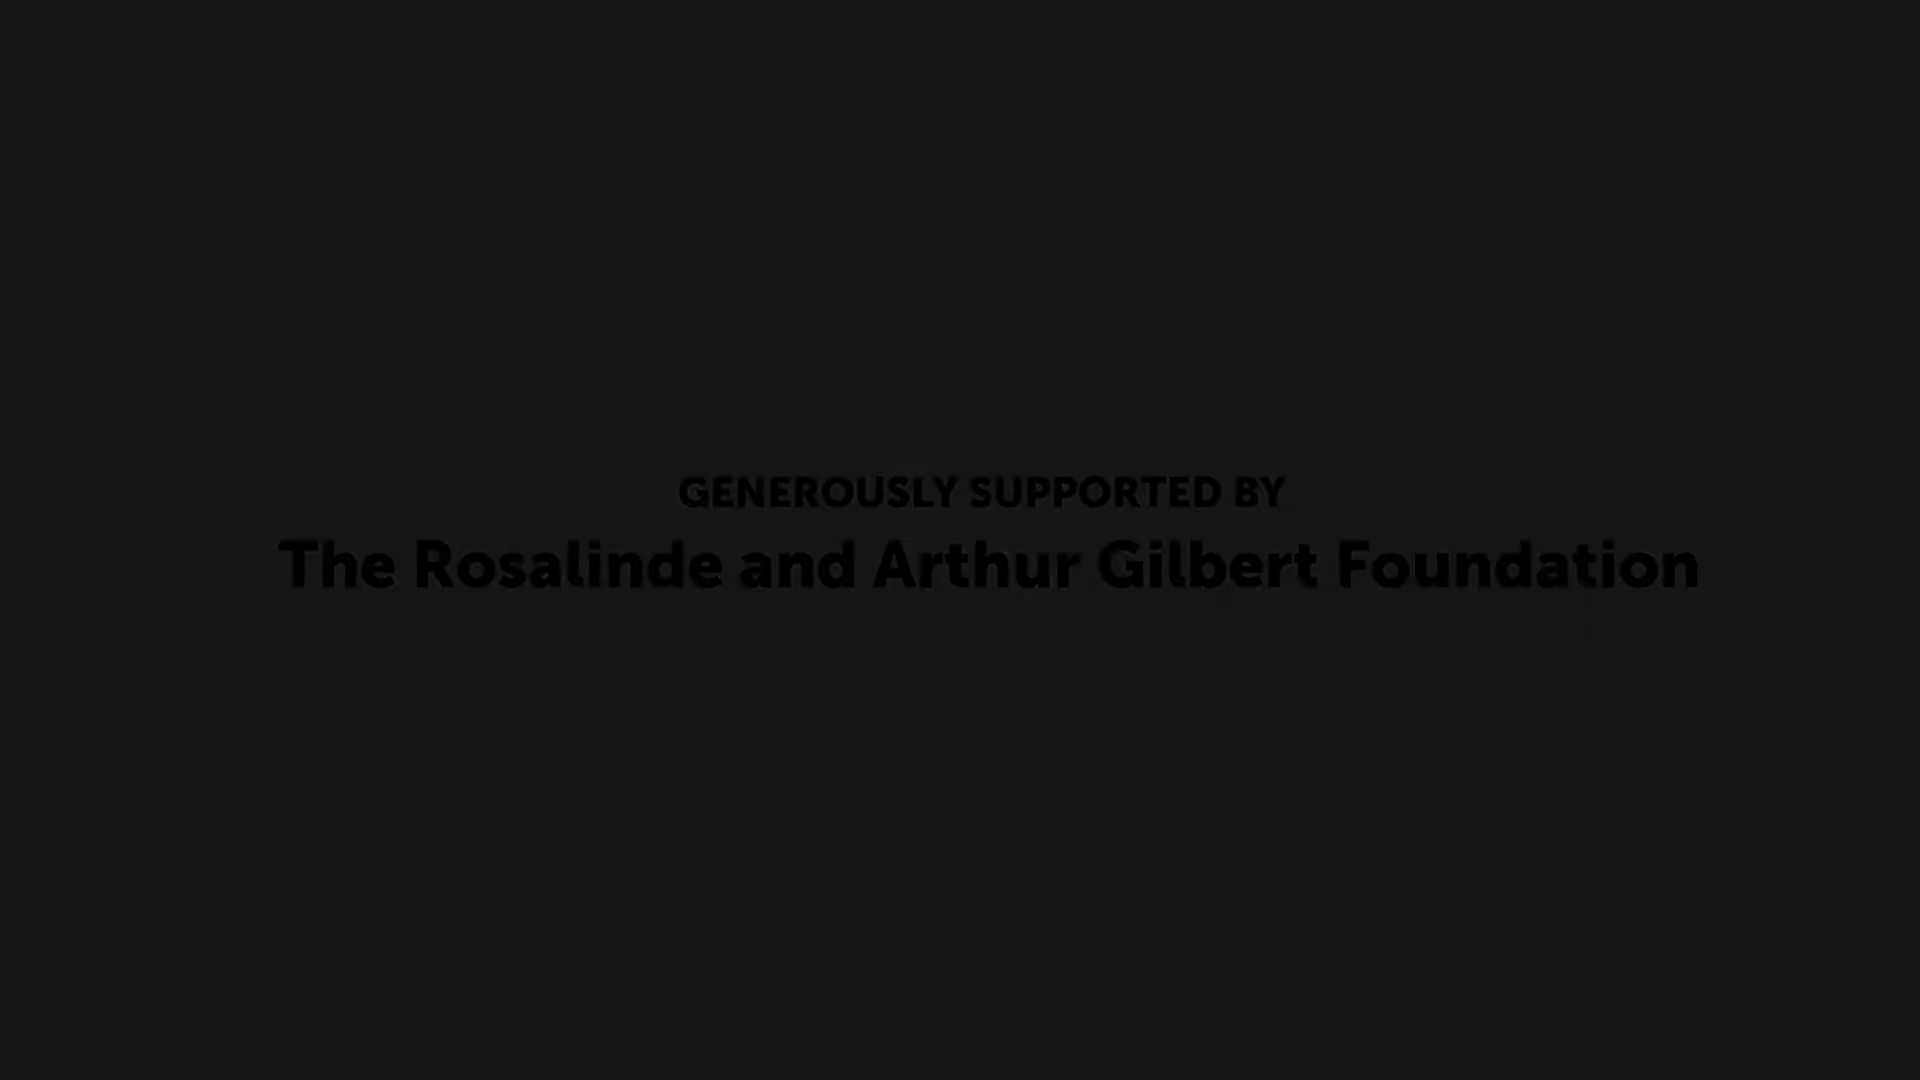 GENEROUSLY SUPPORTED BY
The Rosalinde and Arthur Gilbert Foundation